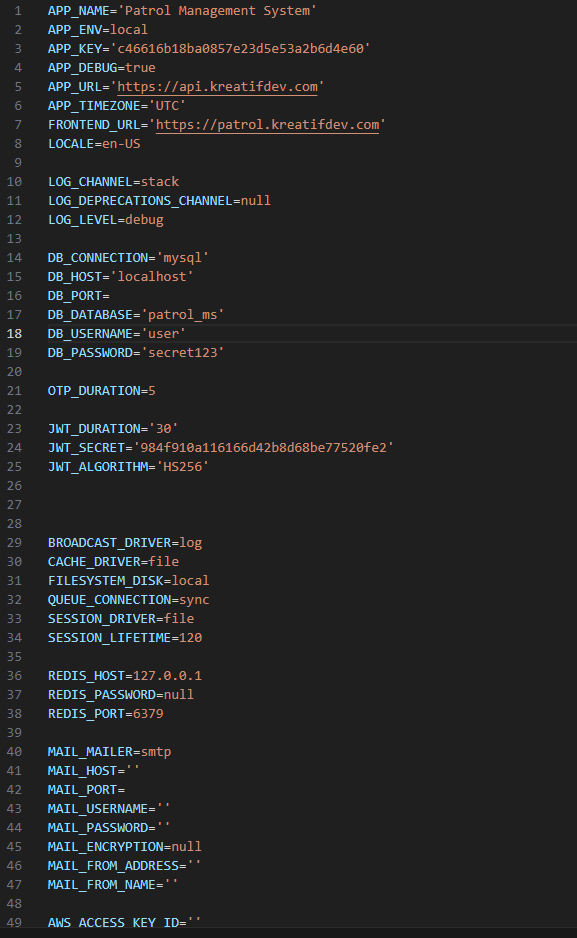 1 APP_NAME='Patrol Management System'
2 APP_ENV=local
3 APP_KEY='c46616b18ba0857e23d5e53a2b6d4e60'
4 APP_DEBUG=true
5 APP_URL='https://api.kreatifdev.com'
6 APP_TIMEZONE='UTC'
7 FRONTEND_URL='https://patrol.kreatifdev.com'
8 LOCALE=en-US
9
10 LOG_CHANNEL=stack
11 LOG_DEPRECATIONS_CHANNEL=null
12 LOG_LEVEL=debug
13
14 DB_CONNECTION='mysql'
15 DB_HOST='localhost'
16 DB_PORT=
17 DB_DATABASE='patrol_ms'
18 DB_USERNAME='user'
19 DB_PASSWORD='secret123'
20
21 OTP_DURATION=5
22
23 JWT_DURATION='30'
24 JWT_SECRET='984f910a116166d42b8d68be77520fe2'
25 JWT_ALGORITHM='HS256'
26
27
28
29 BROADCAST_DRIVER=log
30 CACHE_DRIVER=file
31 FILESYSTEM_DISK=local
32 QUEUE_CONNECTION=sync
33 SESSION_DRIVER=file
34 SESSION_LIFETIME=120
35
36 REDIS_HOST=127.0.0.1
37 REDIS_PASSWORD=null
38 REDIS_PORT=6379
39
40 MAIL_MAILER=smtp
41 MAIL_HOST=''
42 MAIL_PORT=
43 MAIL_USERNAME=''
44 MAIL_PASSWORD=''
45 MAIL_ENCRYPTION=null
46 MAIL_FROM_ADDRESS=''
47 MAIL_FROM_NAME=''
48
49 AWS_ACCESS_KEY_ID=''